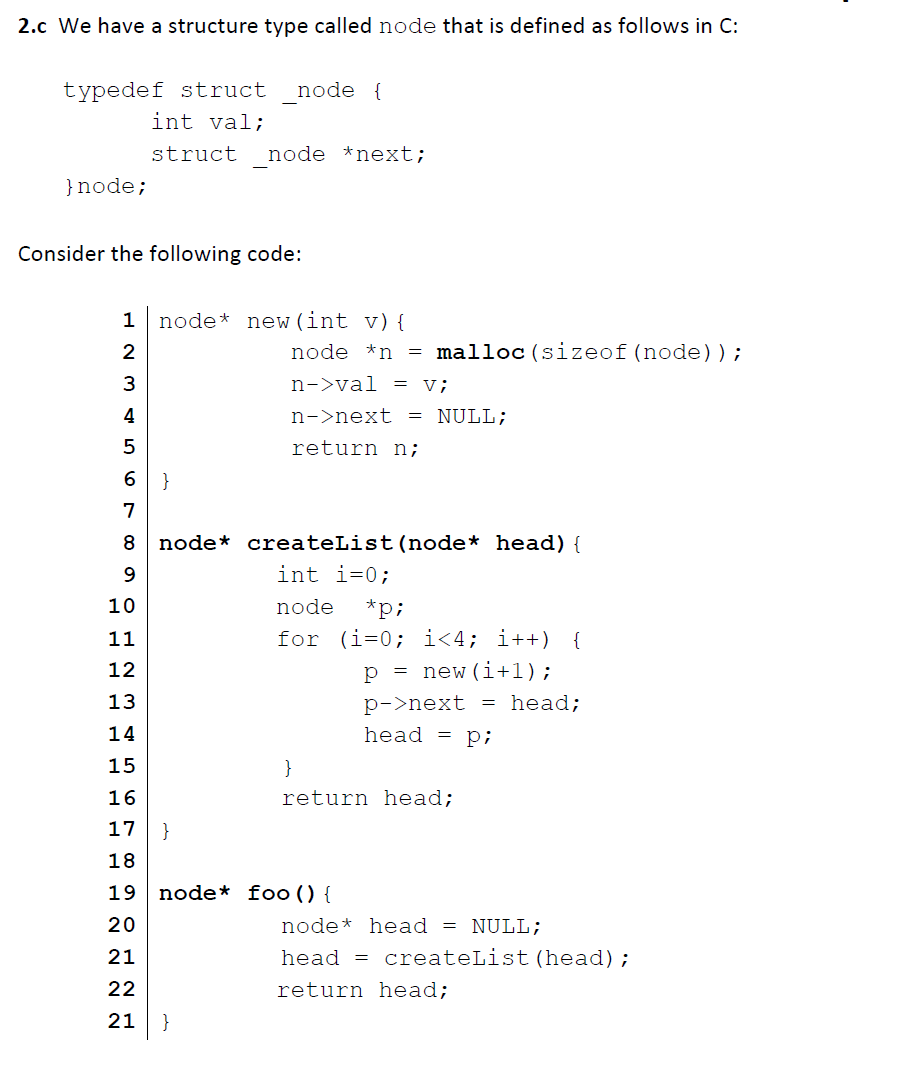 2.c We have a structure type called node that is defined as follows in C:
typedef struct _node {
int val;
struct _node *next;
}node;
Consider the following code:
1 node* new(int v){
2 node *n = malloc(sizeof(node));
3 n->val = v;
4 n->next = NULL;
5 return n;
6 }
7
8 node* createList(node* head){
9 int i=0;
10 node *p;
11 for (i=0; i<4; i++) {
12 p = new(i+1);
13 p->next = head;
14 head = p;
15 }
16 return head;
17 }
18
19 node* foo(){
20 node* head = NULL;
21 head = createList(head);
22 return head;
21 }